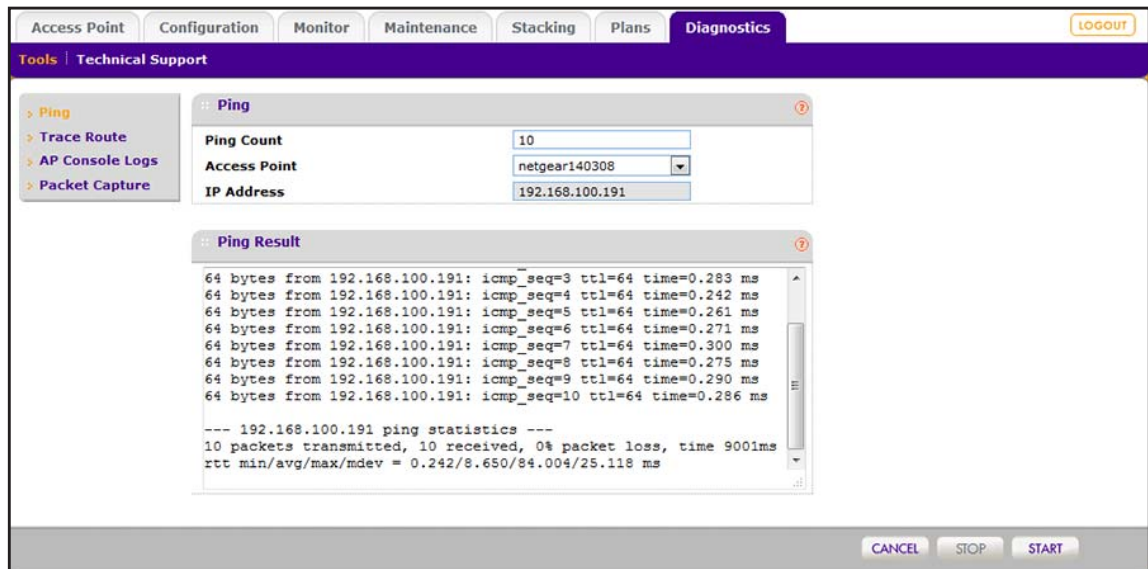 Access Point Configuration Monitor Maintenance Stacking Plans Diagnostics LOGOUT
Tools | Technical Support
Ping
Trace Route
AP Console Logs
Packet Capture
Ping ?
Ping Count 10
Access Point netgear140308
IP Address 192.168.100.191
Ping Result ?
64 bytes from 192.168.100.191: icmp_seq=3 ttl=64 time=0.283 ms
64 bytes from 192.168.100.191: icmp_seq=4 ttl=64 time=0.242 ms
64 bytes from 192.168.100.191: icmp_seq=5 ttl=64 time=0.261 ms
64 bytes from 192.168.100.191: icmp_seq=6 ttl=64 time=0.271 ms
64 bytes from 192.168.100.191: icmp_seq=7 ttl=64 time=0.300 ms
64 bytes from 192.168.100.191: icmp_seq=8 ttl=64 time=0.275 ms
64 bytes from 192.168.100.191: icmp_seq=9 ttl=64 time=0.290 ms
64 bytes from 192.168.100.191: icmp_seq=10 ttl=64 time=0.286 ms
--- 192.168.100.191 ping statistics ---
10 packets transmitted, 10 received, 0% packet loss, time 9001ms
rtt min/avg/max/mdev = 0.242/8.650/84.004/25.118 ms
CANCEL STOP START